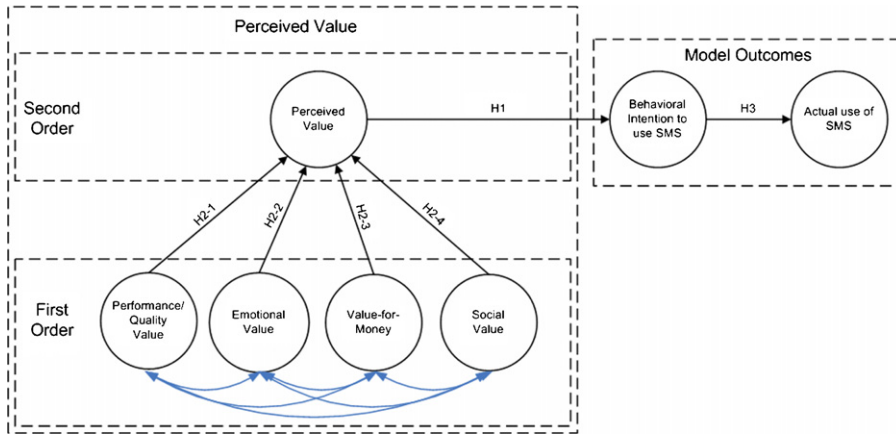 Perceived Value
Model Outcomes
Second
Order
Perceived
Value
H1
Behavioral
Intention to
use SMS
H3
Actual use of
SMS
H2-1
H2-2
H2-3
H2-4
First
Order
Performance/
Quality
Value
Emotional
Value
Value-for-
Money
Social
Value